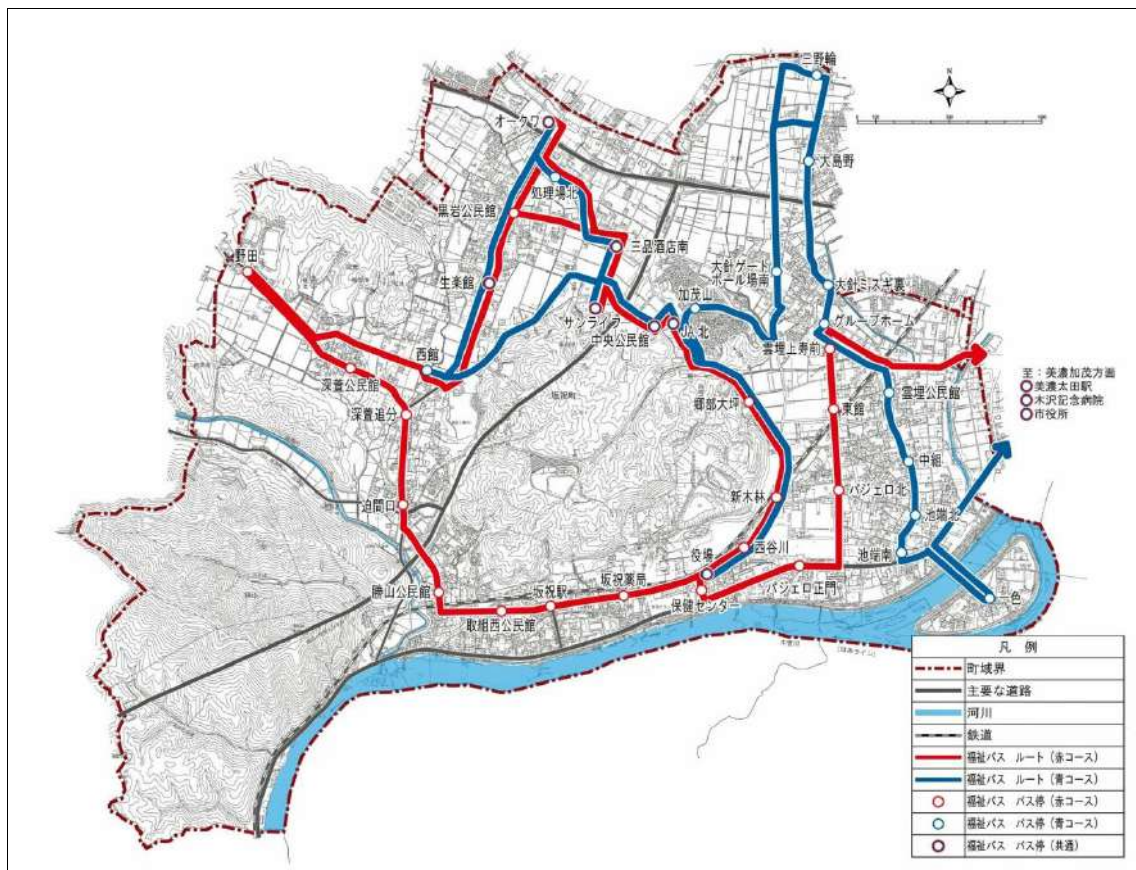 N
三野輪
オークワ
大島野
処理場北
黒岩公民館
三品酒店南
野田
大針ゲート
ボール場南
生楽館
加茂山
大針ミスギ裏
サンライフ
中央公民館
JA北
グループホーム
雲埋上寿前
西館
深萱公民館
至:美濃加茂方面
美濃太田駅
木沢記念病院
市役所
雲埋公民館
郷部大坪
東館
深萱追分
坂祝町
中組
新木林
パジェロ北
迫間口
池端北
役場
西谷川
池端南
坂祝薬局
パジェロ正門
勝山公民館
坂祝駅
保健センター
一色
取組西公民館
凡 例
町域界
主要な道路
河川
鉄道
福祉バス ルート(赤コース)
福祉バス ルート(青コース)
福祉バス バス停(赤コース)
福祉バス バス停(青コース)
福祉バス バス停(共通)